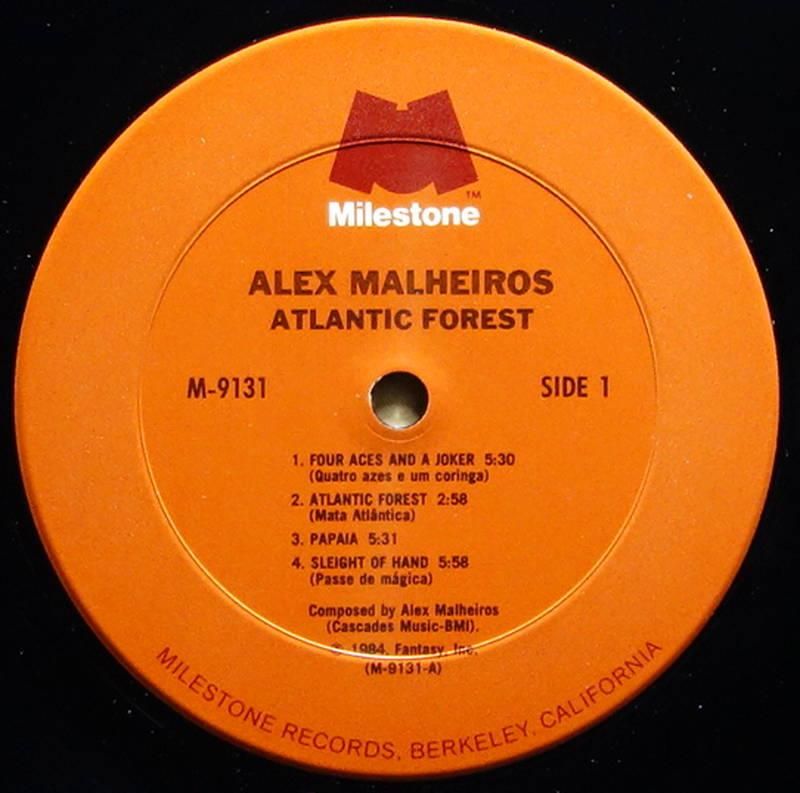 TM
Milestone
ALEX MALHEIROS
ATLANTIC FOREST
M-9131
SIDE 1
1. FOUR ACES AND A JOKER 5:30
(Quatro azes e um coringa)
2. ATLANTIC FOREST 2:58
(Mata Atlântica)
3. PAPAIA 5:31
4. SLEIGHT OF HAND 5:58
(Passe de mágica)
Composed by Alex Malheiros
(Cascades Music-BMI).
℗ 1984, Fantasy, Inc.
(M-9131-A)
MILESTONE RECORDS, BERKELEY, CALIFORNIA